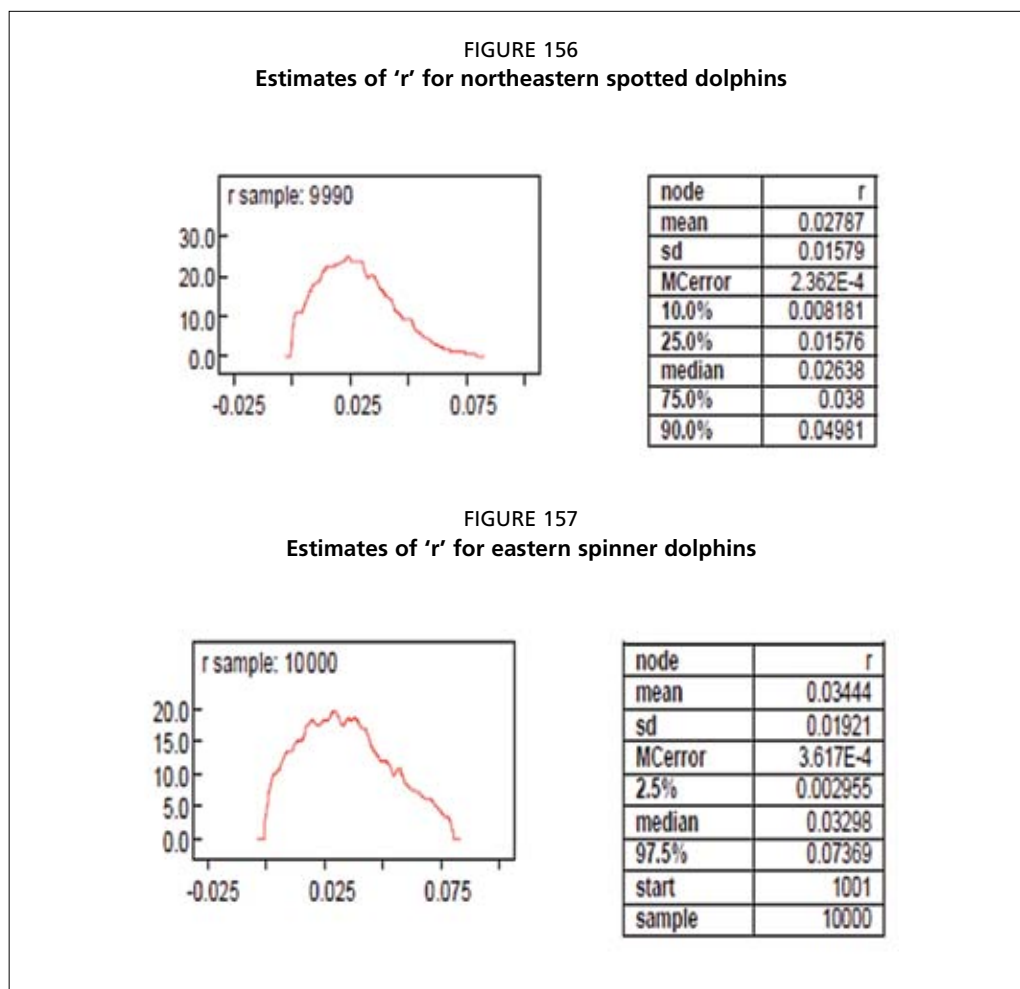 FIGURE 156
Estimates of ‘r’ for northeastern spotted dolphins
r sample: 9990
30.0
20.0
10.0
0.0
-0.025 0.025 0.075
node r
mean 0.02787
sd 0.01579
MCerror 2.362E-4
10.0% 0.008181
25.0% 0.01576
median 0.02638
75.0% 0.038
90.0% 0.04981
FIGURE 157
Estimates of ‘r’ for eastern spinner dolphins
r sample: 10000
20.0
15.0
10.0
5.0
0.0
-0.025 0.025 0.075
node r
mean 0.03444
sd 0.01921
MCerror 3.617E-4
2.5% 0.002955
median 0.03298
97.5% 0.07369
start 1001
sample 10000